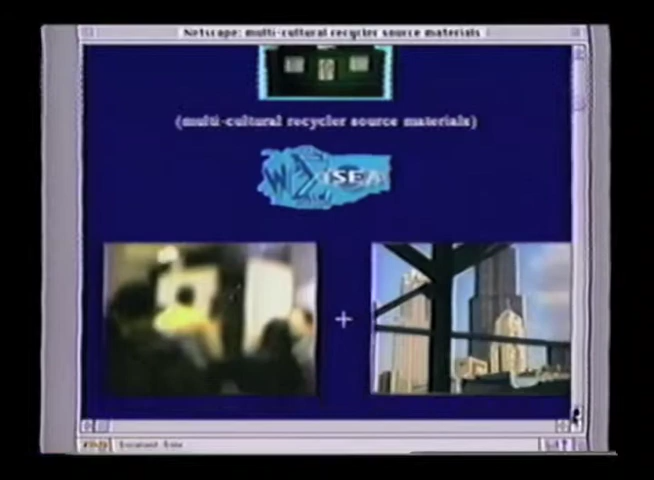 Netscape: multi-cultural recycler source materials
(multi-cultural recycler source materials)
ISEA
+